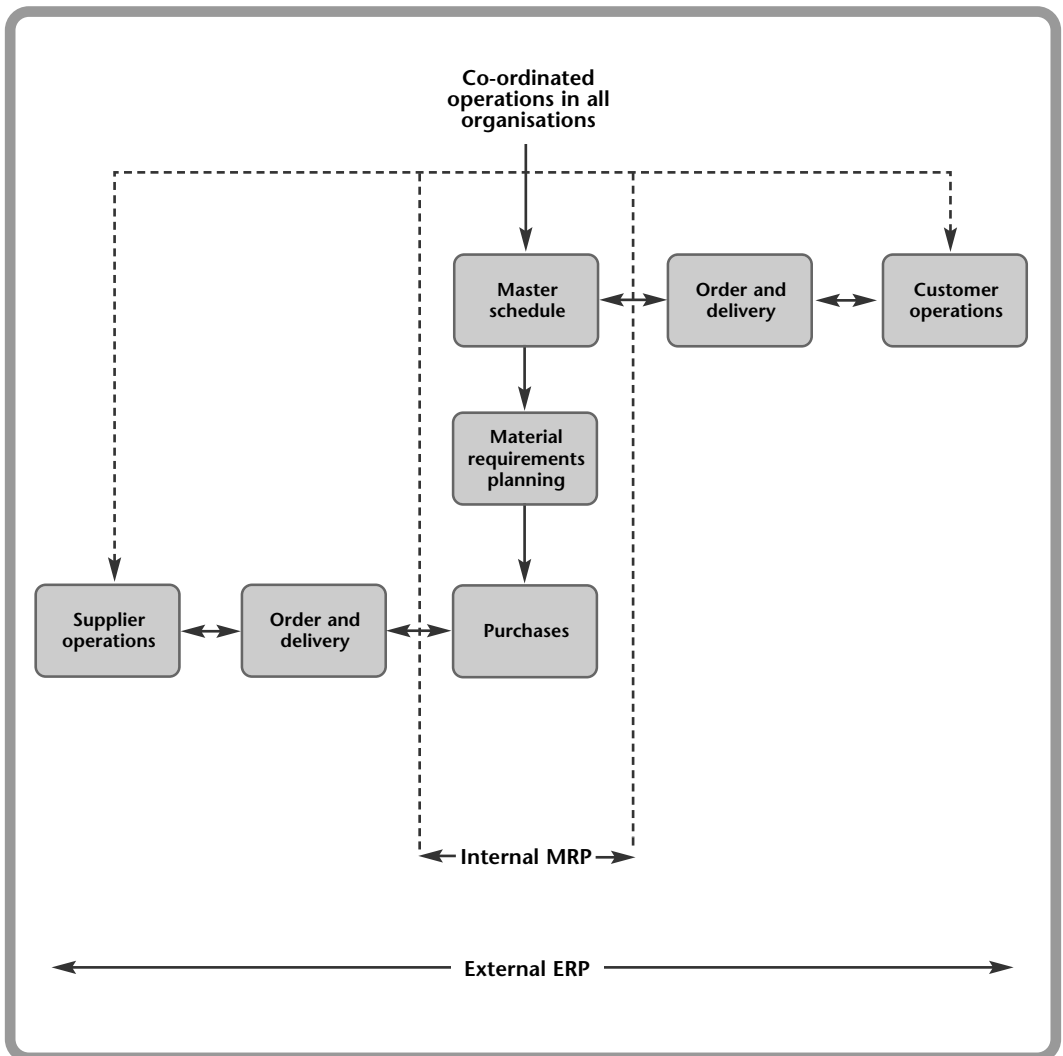 Co-ordinated
operations in all
organisations
Master
schedule
Order and
delivery
Customer
operations
Material
requirements
planning
Supplier
operations
Order and
delivery
Purchases
Internal MRP
External ERP